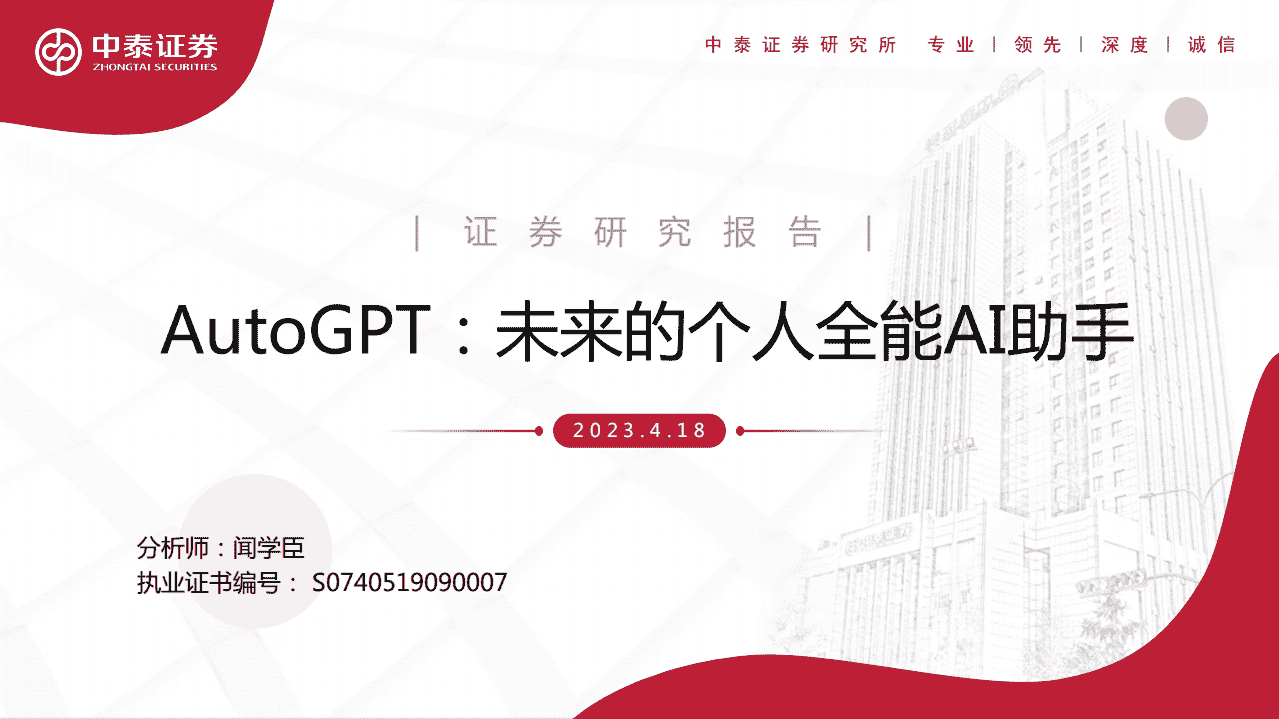 中泰证券
ZHONGTAI SECURITIES
中泰证券研究所 专业|领先|深度|诚信
| 证券研究报告 |
AutoGPT：未来的个人全能AI助手
2023.4.18
分析师：闻学臣
执业证书编号： S0740519090007